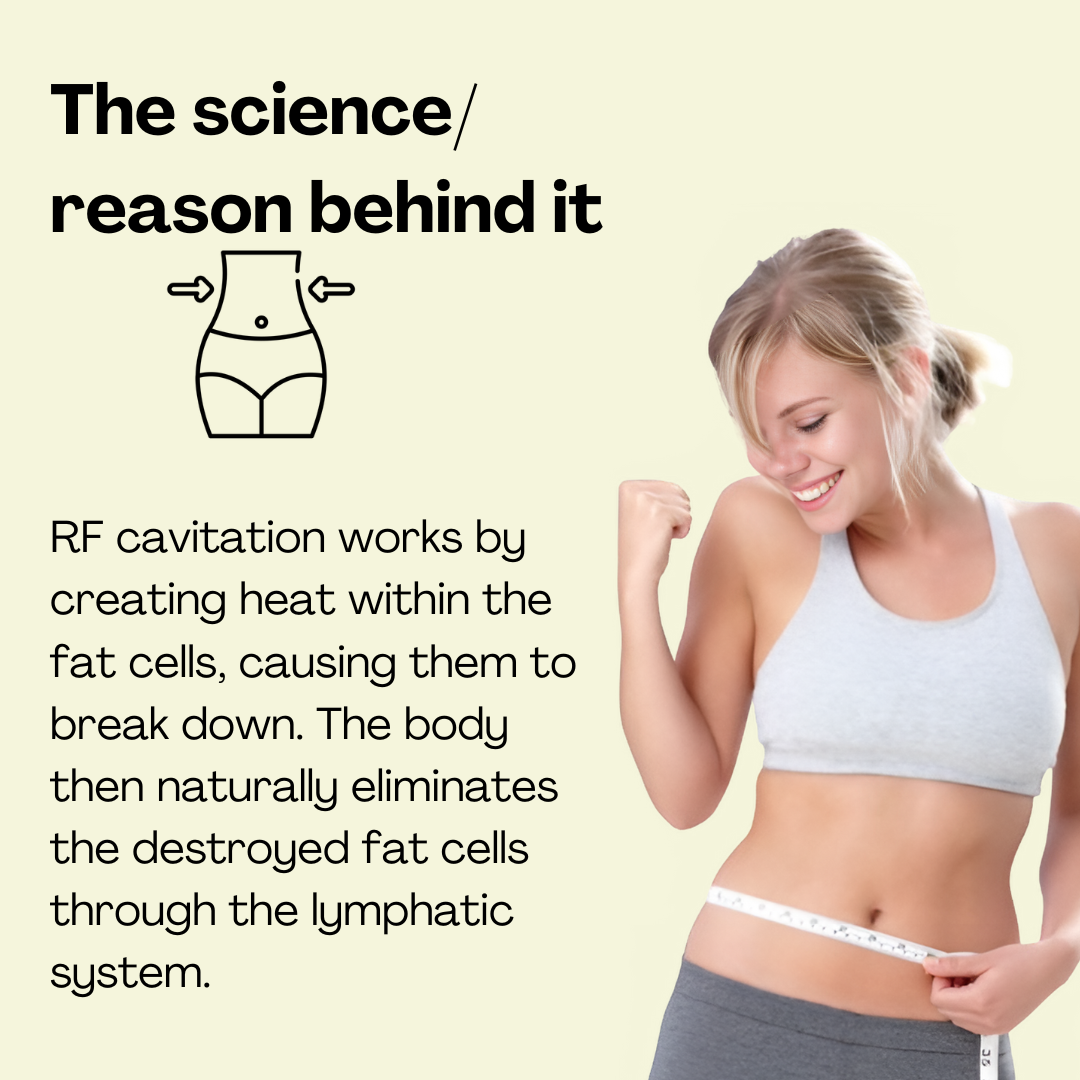 The science/
reason behind it
RF cavitation works by
creating heat within the
fat cells, causing them to
break down. The body
then naturally eliminates
the destroyed fat cells
through the lymphatic
system.